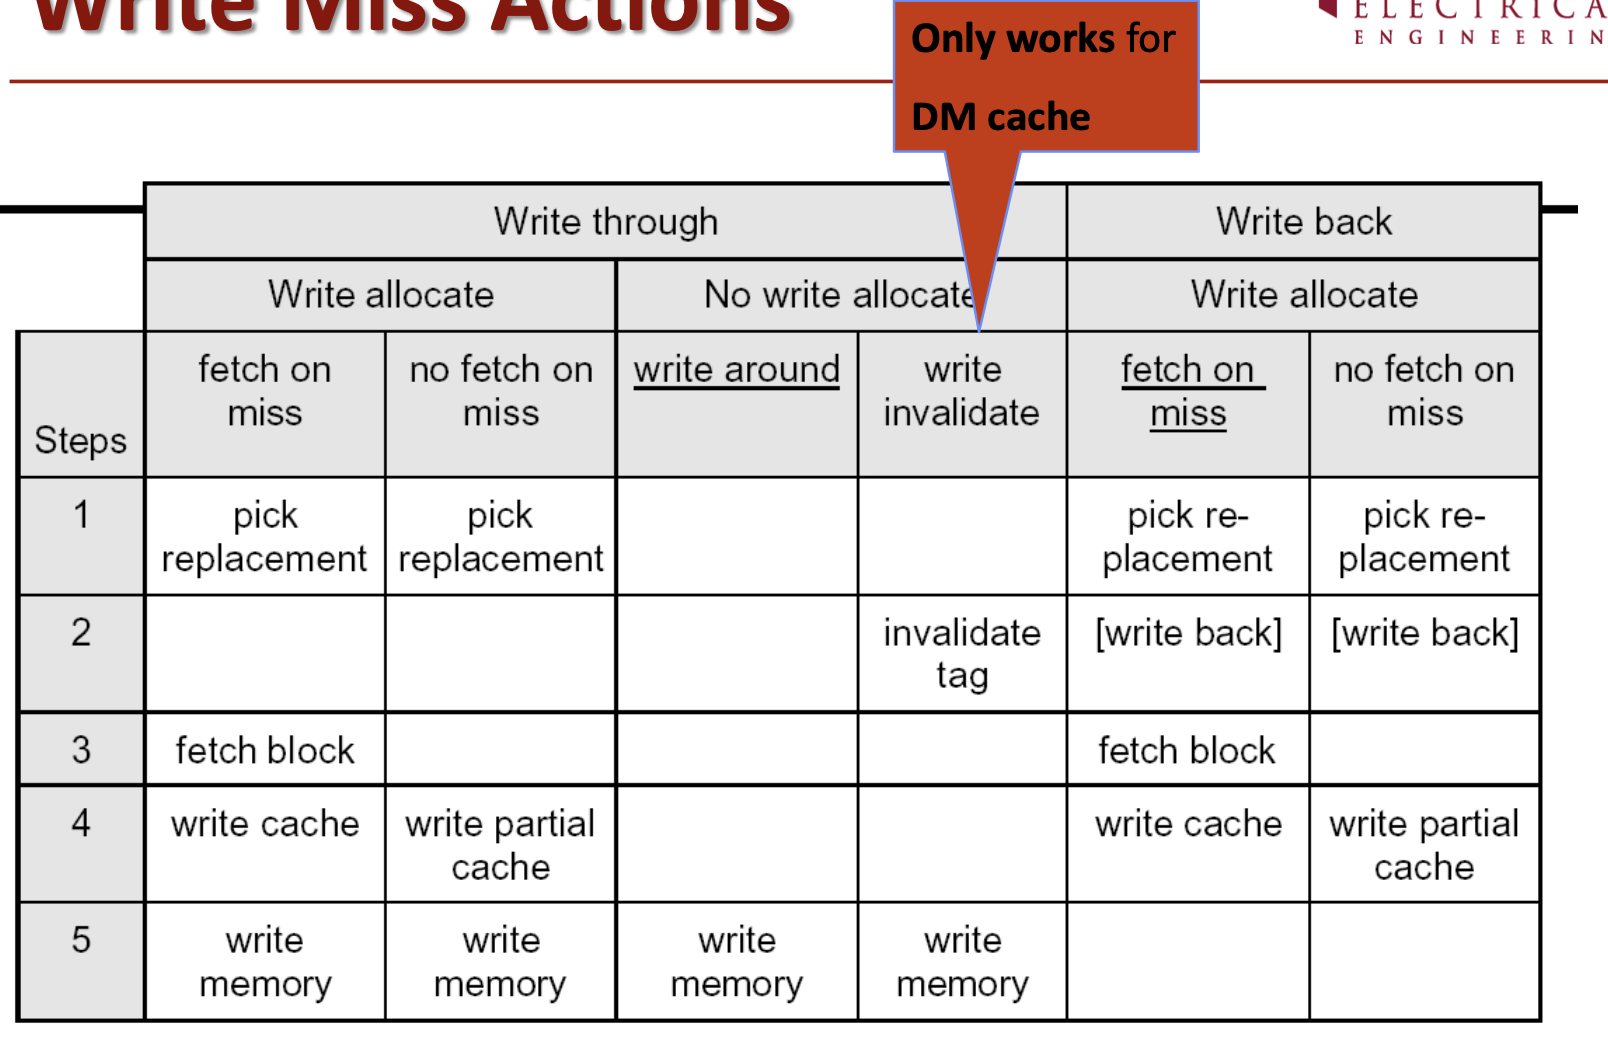 Write Miss Actions
ELECTRICA
ENGINEERIN
Only works for
DM cache
Write through
Write back
Write allocate
No write allocate
Write allocate
Steps
fetch on
miss
no fetch on
miss
write around
write
invalidate
fetch on
miss
no fetch on
miss
1
pick
replacement
pick
replacement
pick re-
placement
pick re-
placement
2
invalidate
tag
[write back]
[write back]
3
fetch block
fetch block
4
write cache
write partial
cache
write cache
write partial
cache
5
write
memory
write
memory
write
memory
write
memory